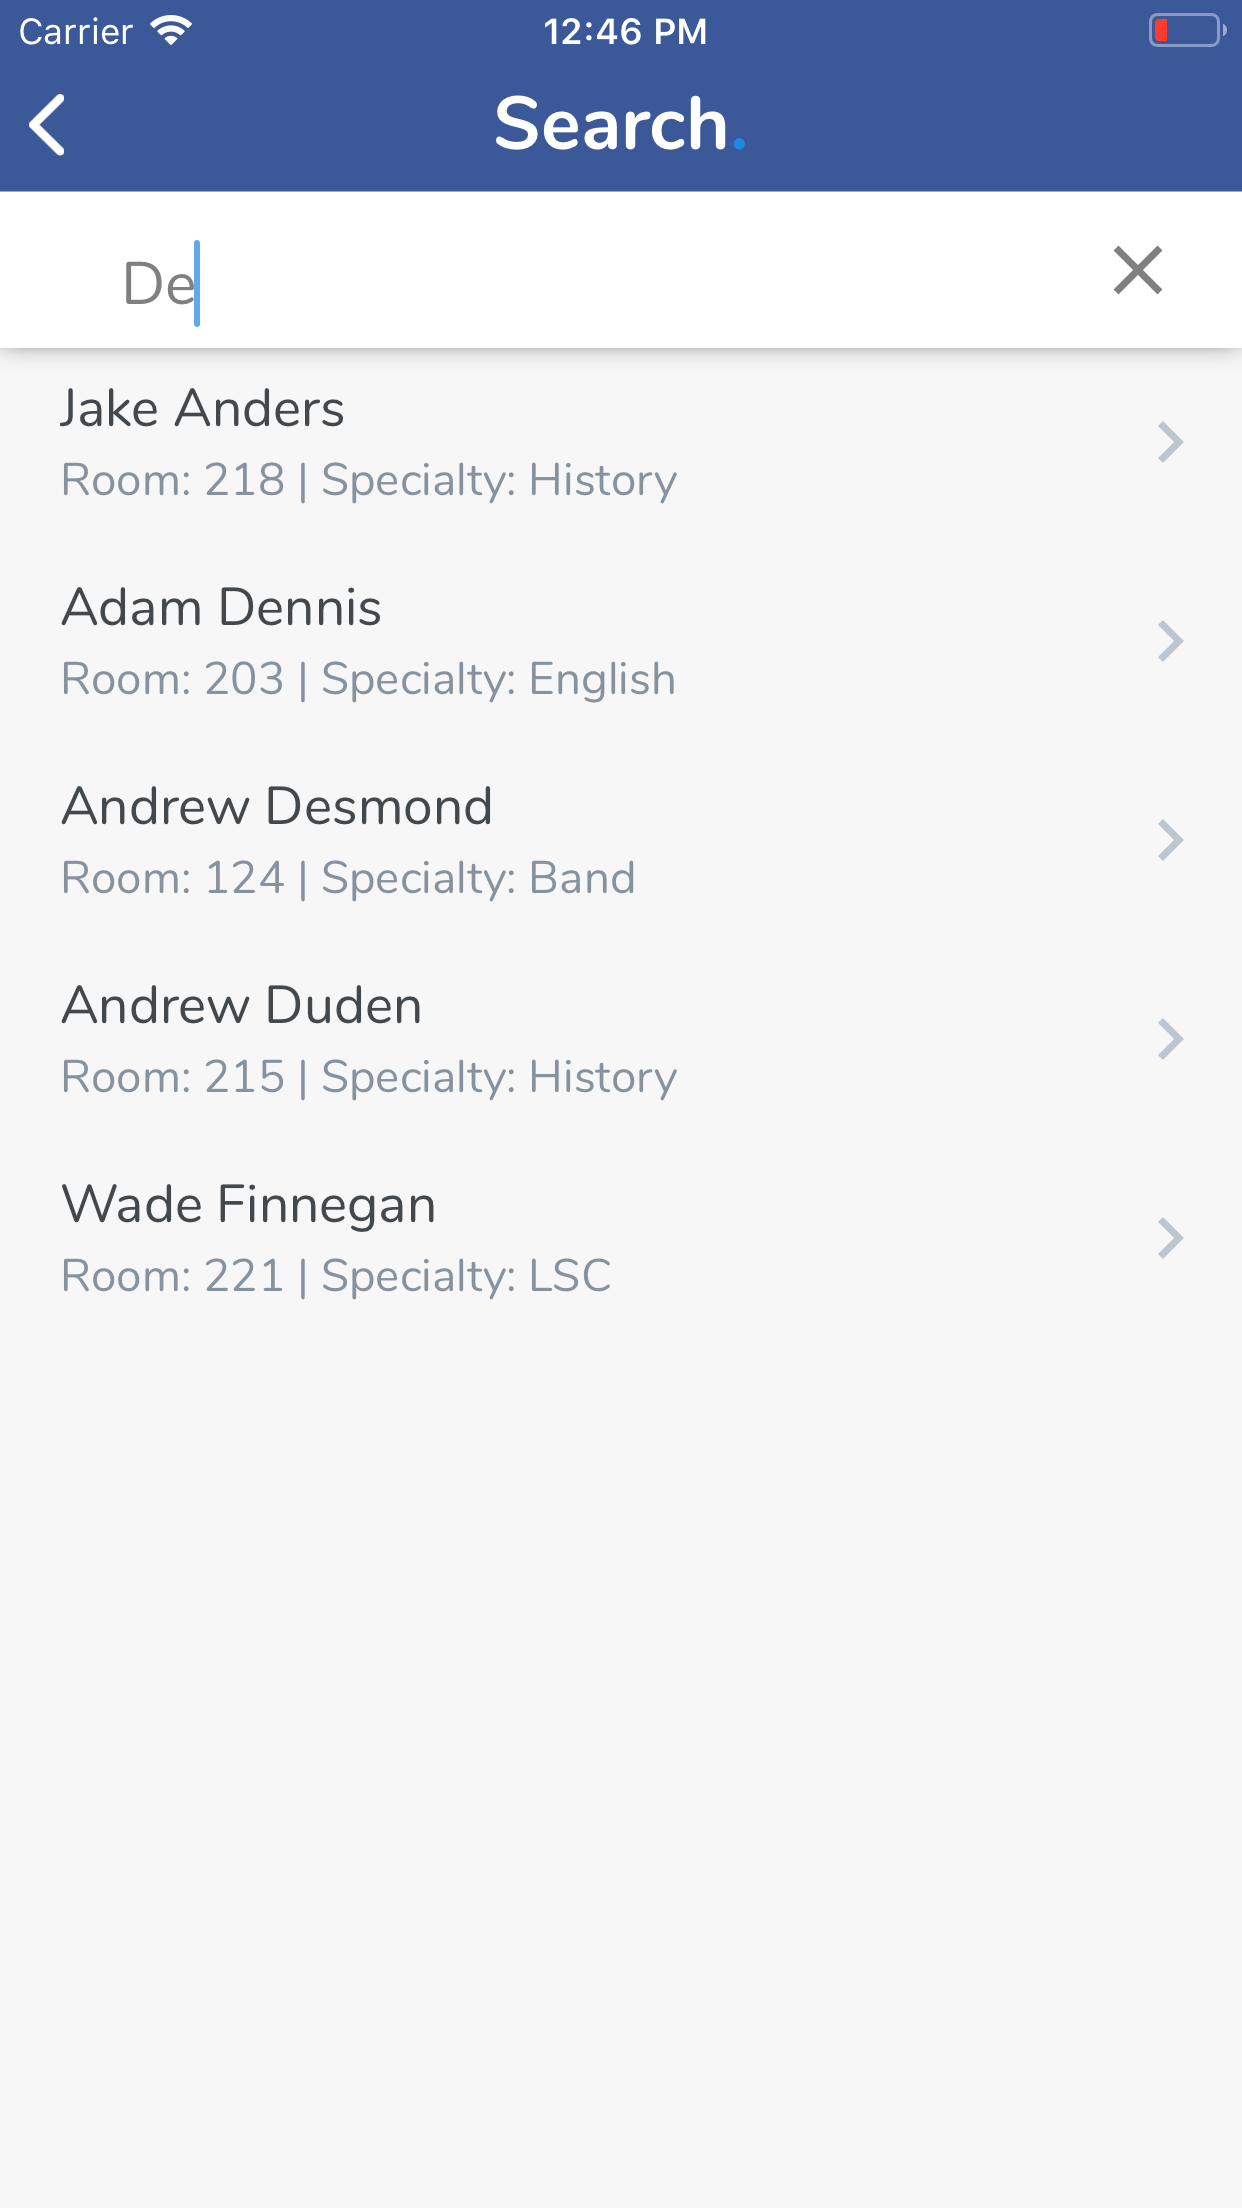 Carrier 12:46 PM
Search.
De
Jake Anders
Room: 218 | Specialty: History
Adam Dennis
Room: 203 | Specialty: English
Andrew Desmond
Room: 124 | Specialty: Band
Andrew Duden
Room: 215 | Specialty: History
Wade Finnegan
Room: 221 | Specialty: LSC